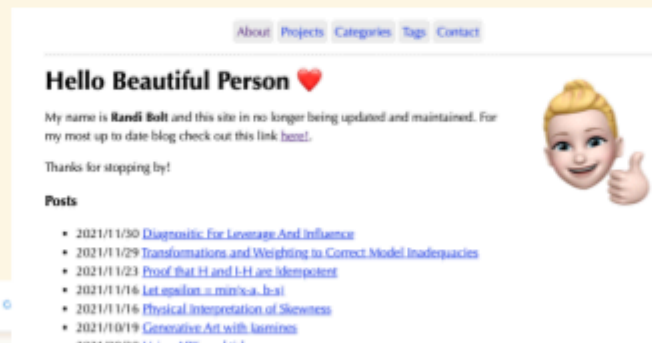 About Projects Categories Tags Contact
Hello Beautiful Person ❤️
My name is Randi Bolt and this site in no longer being updated and maintained. For
my most up to date blog check out this link here!.
Thanks for stopping by!
Posts
• 2021/11/30 Diagnositic For Leverage And Influence
• 2021/11/29 Transformations and Weighting to Correct Model Inadequacies
• 2021/11/23 Proof that H and I-H are Idempotent
• 2021/11/16 Let epsilon = min(x-a, b-s)
• 2021/11/16 Physical Interpretation of Skewness
• 2021/10/19 Generative Art with Jasmines